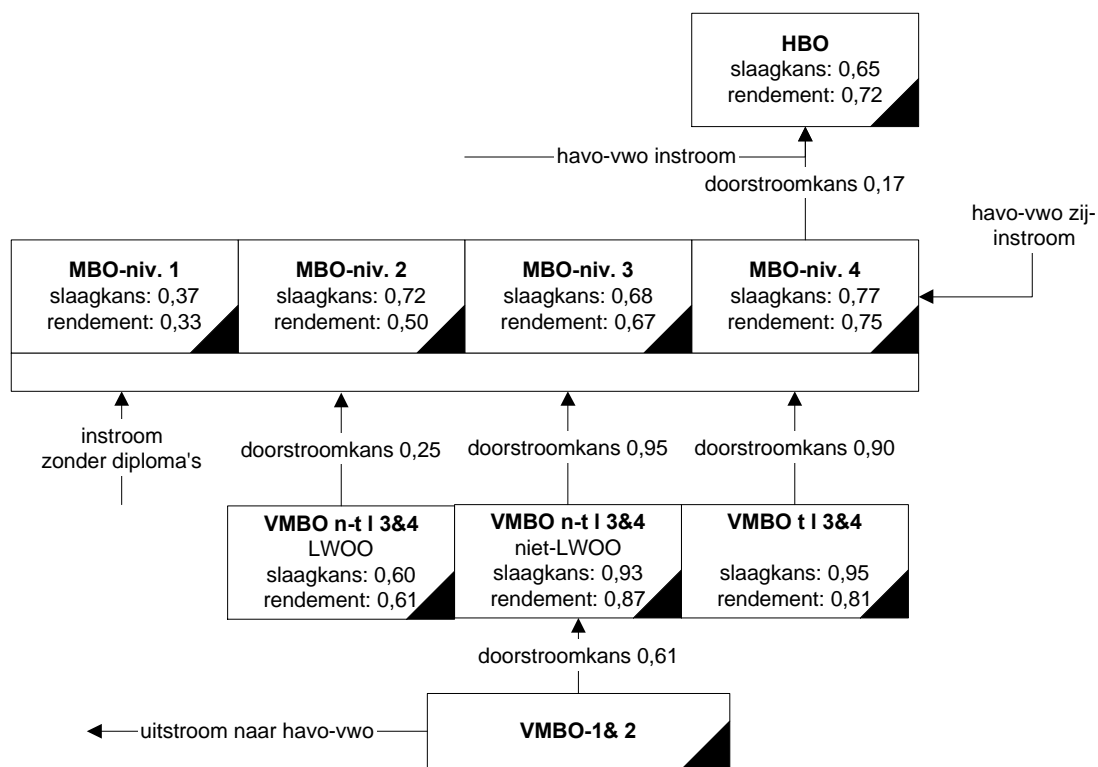 HBO
slaagkans: 0,65
rendement: 0,72
havo-vwo instroom
doorstroomkans 0,17
havo-vwo zij-
instroom
MBO-niv. 1
slaagkans: 0,37
rendement: 0,33
MBO-niv. 2
slaagkans: 0,72
rendement: 0,50
MBO-niv. 3
slaagkans: 0,68
rendement: 0,67
MBO-niv. 4
slaagkans: 0,77
rendement: 0,75
instroom
zonder diploma's
doorstroomkans 0,25
doorstroomkans 0,95
doorstroomkans 0,90
VMBO n-t l 3&4
LWOO
slaagkans: 0,60
rendement: 0,61
VMBO n-t l 3&4
niet-LWOO
slaagkans: 0,93
rendement: 0,87
VMBO t l 3&4
slaagkans: 0,95
rendement: 0,81
doorstroomkans 0,61
uitstroom naar havo-vwo
VMBO-1& 2